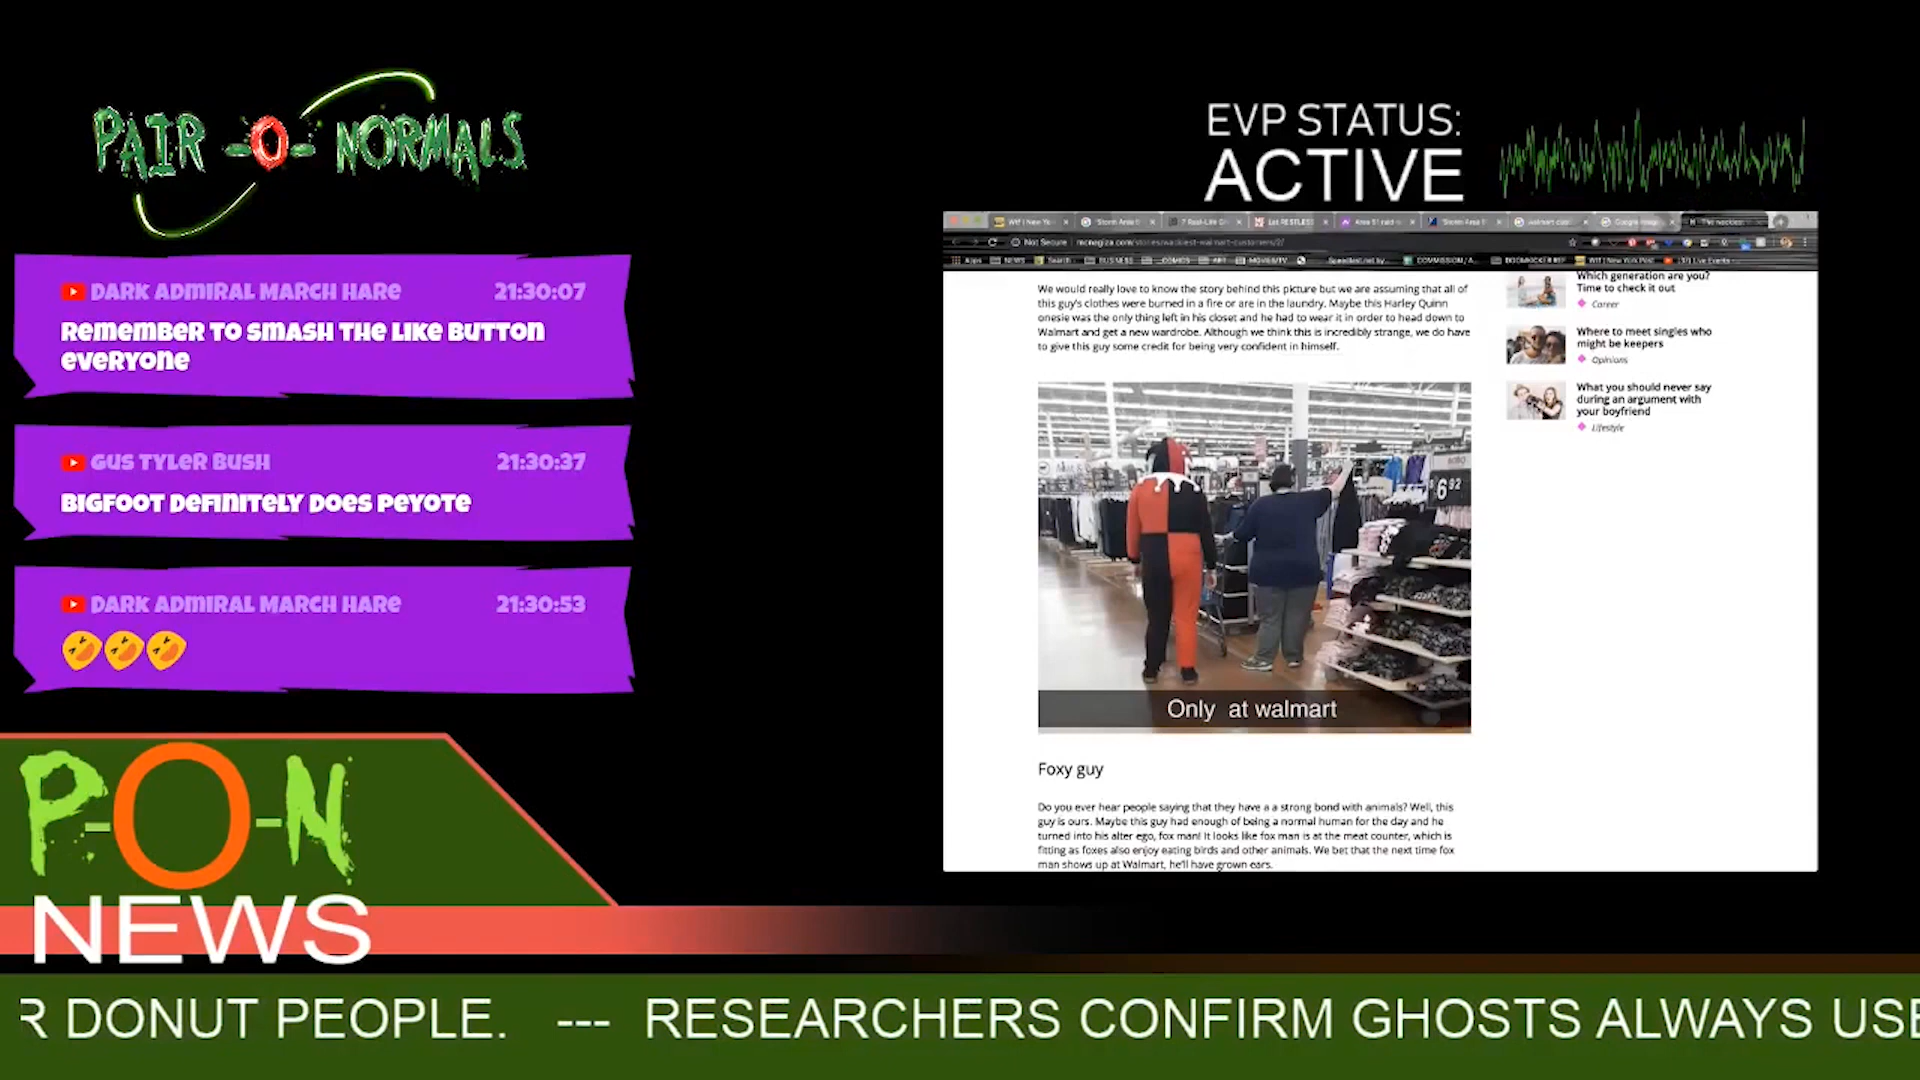 PAIR -O- NORMALS
EVP STATUS:
ACTIVE
DARK ADMIRAL MARCH HARE 21:30:07
REMEMBER TO SMASH THE LIKE BUTTON
EVERYONE
GUS TYLER BUSH 21:30:37
BIGFOOT DEFINITELY DOES PEYOTE
DARK ADMIRAL MARCH HARE 21:30:53
Not Secure
Apps NEWS Search BUSINESS COMICS ART
We would really love to know the story behind this picture but we are assuming that all of
this guy's clothes were burned in a fire or are in the laundry. Maybe this Harley Quinn
onesie was the only thing left in his closet and he had to wear it in order to head down to
Walmart and get a new wardrobe. Although we think this is incredibly strange, we do have
to give this guy some credit for being very confident in himself.
$6.92
Only at walmart
Foxy guy
Do you ever hear people saying that they have a a strong bond with animals? Well, this
guy is ours. Maybe this guy had enough of being a normal human for the day and he
turned into his alter ego, fox man! It looks like fox man is at the meat counter, which is
fitting as foxes also enjoy eating birds and other animals. We bet that the next time fox
man shows up at Walmart, he'll have grown ears.
Which generation are you?
Time to check it out
Career
Where to meet singles who
might be keepers
Opinions
What you should never say
during an argument with
your boyfriend
Lifestyle
P-O-N
NEWS
R DONUT PEOPLE. --- RESEARCHERS CONFIRM GHOSTS ALWAYS USE